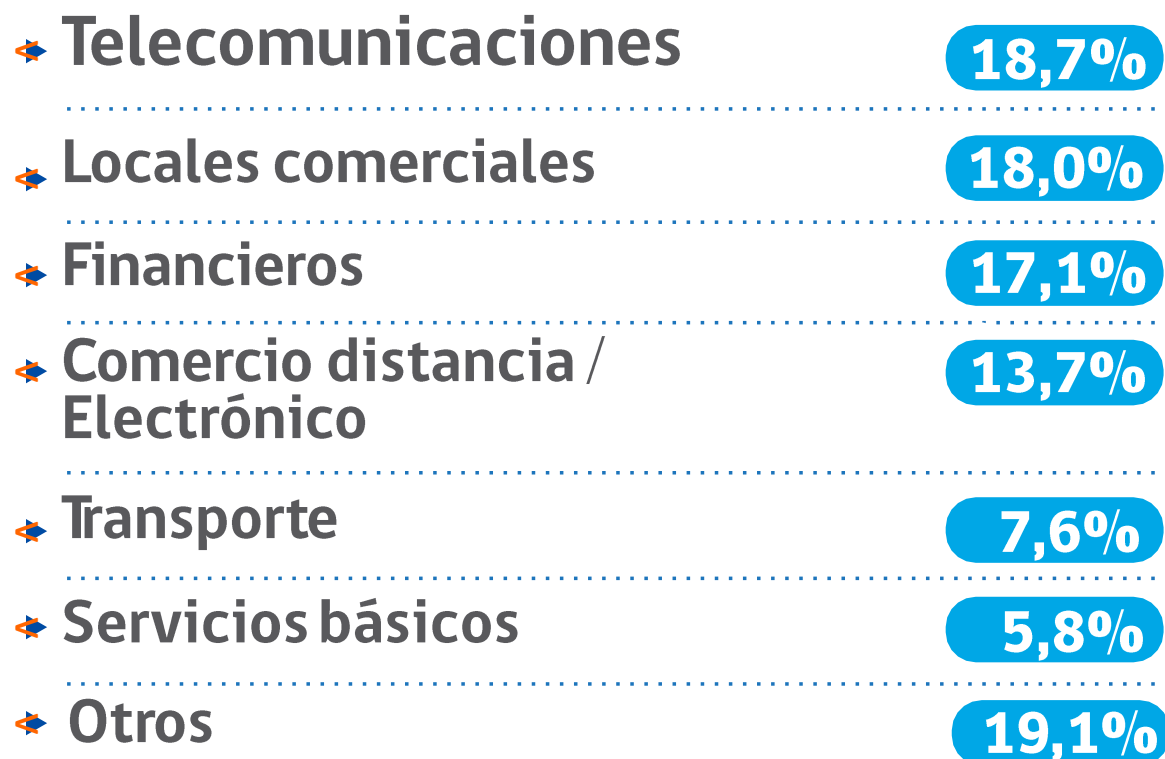 Telecomunicaciones 18,7%
Locales comerciales 18,0%
Financieros 17,1%
Comercio distancia / 13,7%
Electrónico
Transporte 7,6%
Servicios básicos 5,8%
Otros 19,1%